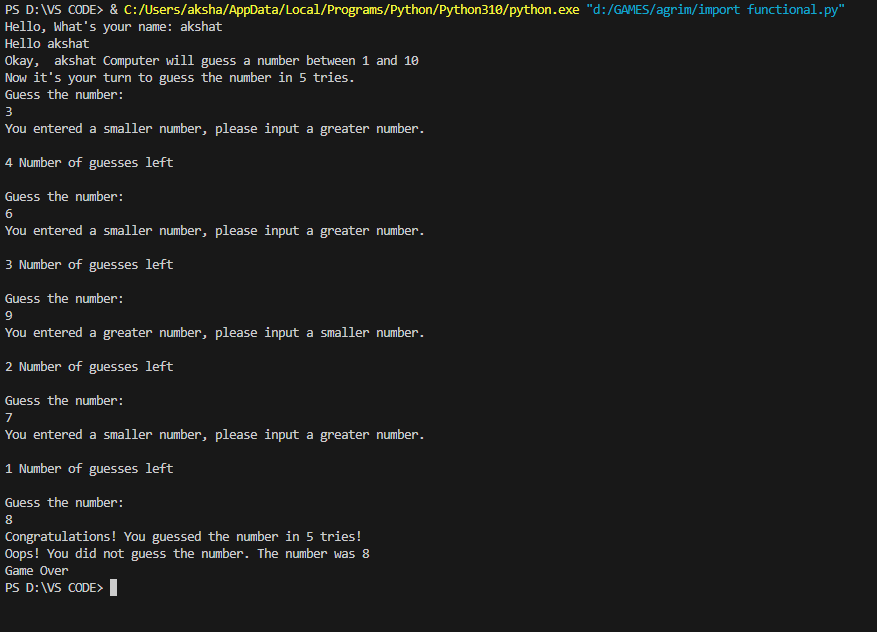 PS D:\VS CODE> & C:/Users/aksha/AppData/Local/Programs/Python/Python310/python.exe "d:/GAMES/agrim/import functional.py"
Hello, What's your name: akshat
Hello akshat
Okay,  akshat Computer will guess a number between 1 and 10
Now it's your turn to guess the number in 5 tries.
Guess the number:
3
You entered a smaller number, please input a greater number.
4 Number of guesses left
Guess the number:
6
You entered a smaller number, please input a greater number.
3 Number of guesses left
Guess the number:
9
You entered a greater number, please input a smaller number.
2 Number of guesses left
Guess the number:
7
You entered a smaller number, please input a greater number.
1 Number of guesses left
Guess the number:
8
Congratulations! You guessed the number in 5 tries!
Oops! You did not guess the number. The number was 8
Game Over
PS D:\VS CODE>